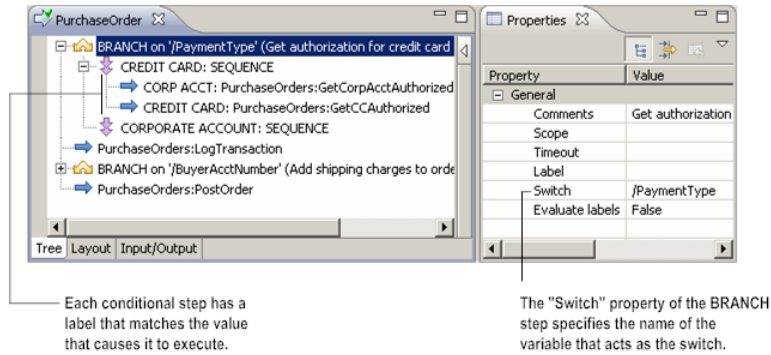 PurchaseOrder
BRANCH on '/PaymentType' (Get authorization for credit card
CREDIT CARD: SEQUENCE
CORP ACCT: PurchaseOrders:GetCorpAcctAuthorized
CREDIT CARD: PurchaseOrders:GetCCAuthorized
CORPORATE ACCOUNT: SEQUENCE
PurchaseOrders:LogTransaction
BRANCH on '/BuyerAcctNumber' (Add shipping charges to orde
PurchaseOrders:PostOrder
Tree Layout Input/Output
Properties
Property Value
General
Comments Get authorization
Scope
Timeout
Label
Switch /PaymentType
Evaluate labels False
Each conditional step has a
label that matches the value
that causes it to execute.
The "Switch" property of the BRANCH
step specifies the name of the
variable that acts as the switch.